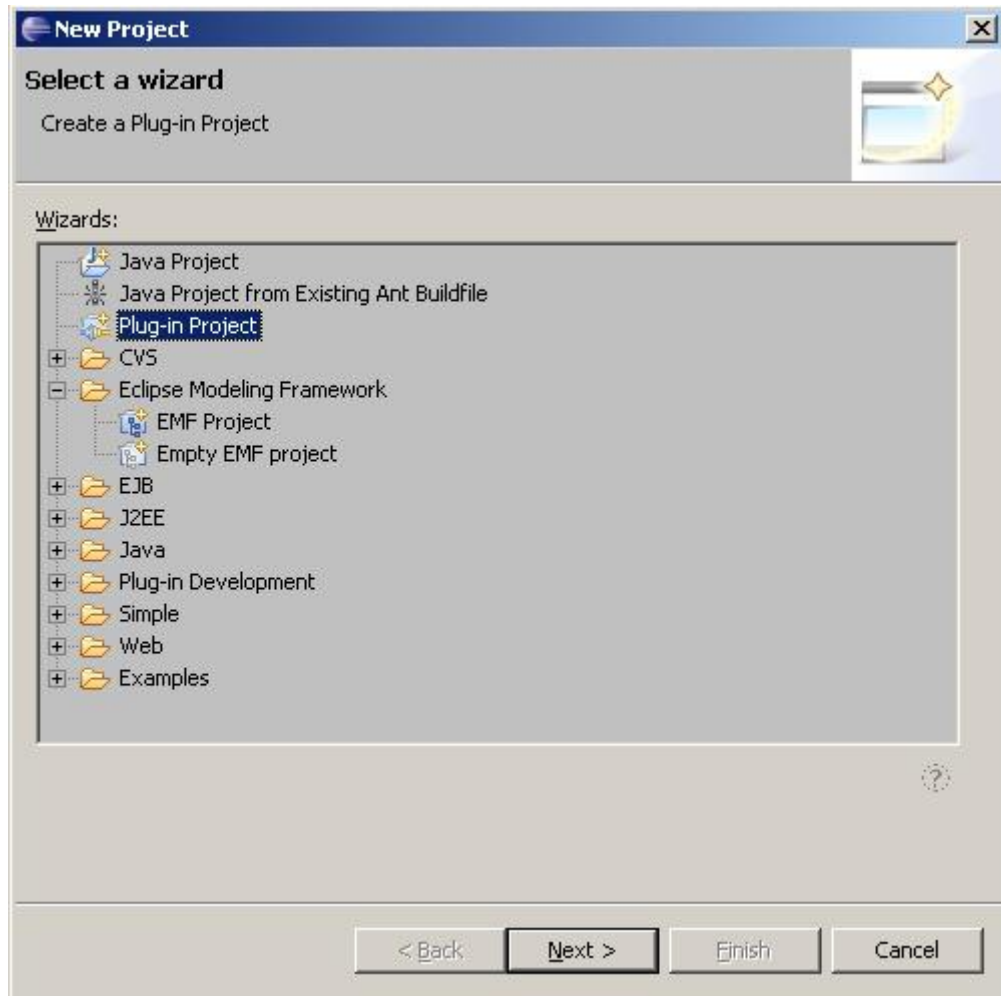 New Project
Select a wizard
Create a Plug-in Project
Wizards:
Java Project
Java Project from Existing Ant Buildfile
Plug-in Project
CVS
Eclipse Modeling Framework
EMF Project
Empty EMF project
EJB
J2EE
Java
Plug-in Development
Simple
Web
Examples
?
< Back Next > Finish Cancel